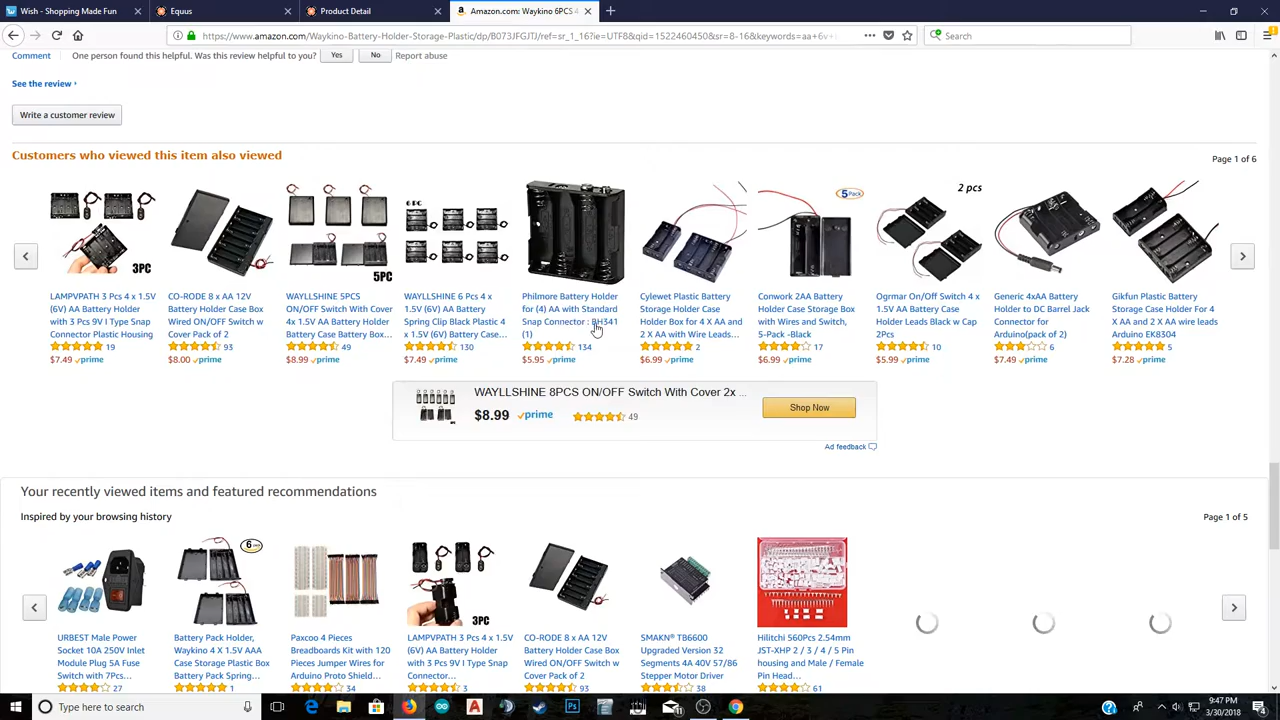 Wish - Shopping Made Fun
Equus
Product Detail
Amazon.com: Waykino 6PCS 4
https://www.amazon.com/Waykino-Battery-Holder-Storage-Plastic/dp/B073JFGJTJ/ref=sr_1_16?ie=UTF8&qid=1522460450&sr=8-16&keywords=aa+6v+
Search
Comment
One person found this helpful. Was this review helpful to you?
Yes
No
Report abuse
See the review ›
Write a customer review
Customers who viewed this item also viewed
Page 1 of 6
3PC
LAMPVPATH 3 Pcs 4 x 1.5V
(6V) AA Battery Holder
with 3 Pcs 9V I Type Snap
Connector Plastic Housing
19
$7.49 prime
CO-RODE 8 x AA 12V
Battery Holder Case Box
Wired ON/OFF Switch w
Cover Pack of 2
93
$8.00 prime
5PC
WAYLLSHINE 5PCS
ON/OFF Switch With Cover
4x 1.5V AA Battery
Battery Case Battery Box...
49
$8.99 prime
6 PC
WAYLLSHINE 6 Pcs 4 x
1.5V (6V) AA Battery
Spring Clip Black Plastic 4
x 1.5V (6V) Battery Case...
130
$7.49 prime
Philmore Battery Holder
for (4) AA with Standard
Snap Connector : BH341
(1)
134
$5.95 prime
Cylewet Plastic Battery
Storage Holder Case
Holder Box for 4 X AA and
2 X AA with Wire Leads...
2
$6.99 prime
5 Pack
Conwork 2AA Battery
Holder Case Storage Box
with Wires and Switch,
5-Pack -Black
17
$6.99 prime
2 pcs
Ogrmar On/Off Switch 4 x
1.5V AA Battery Case
Holder Leads Black w Cap
2Pcs
10
$5.99 prime
Generic 4xAA Battery
Holder to DC Barrel Jack
Connector for
Arduino(pack of 2)
6
$7.49 prime
Gikfun Plastic Battery
Storage Case Holder For 4
X AA and 2 X AA wire leads
Arduino EK8304
5
$7.28 prime
WAYLLSHINE 8PCS ON/OFF Switch With Cover 2x ...
$8.99 prime
49
Shop Now
Ad feedback
Your recently viewed items and featured recommendations
Inspired by your browsing history
Page 1 of 5
URBEST Male Power
Socket 10A 250V Inlet
Module Plug 5A Fuse
Switch with 7Pcs...
27
6
Battery Pack Holder,
Waykino 4 X 1.5V AAA
Case Storage Plastic Box
Battery Pack Spring...
1
Paxcoo 4 Pieces
Breadboards Kit with 120
Pieces Jumper Wires for
Arduino Proto Shield...
34
3PC
LAMPVPATH 3 Pcs 4 x 1.5V
(6V) AA Battery Holder
with 3 Pcs 9V I Type Snap
Connector...
3
CO-RODE 8 x AA 12V
Battery Holder Case Box
Wired ON/OFF Switch w
Cover Pack of 2
93
SMAKN® TB6600
Upgraded Version 32
Segments 4A 40V 57/86
Stepper Motor Driver
38
Hilitchi 560Pcs 2.54mm
JST-XHP 2 / 3 / 4 / 5 Pin
housing and Male / Female
Pin Head...
61
Type here to search
9:47 PM
3/30/2018